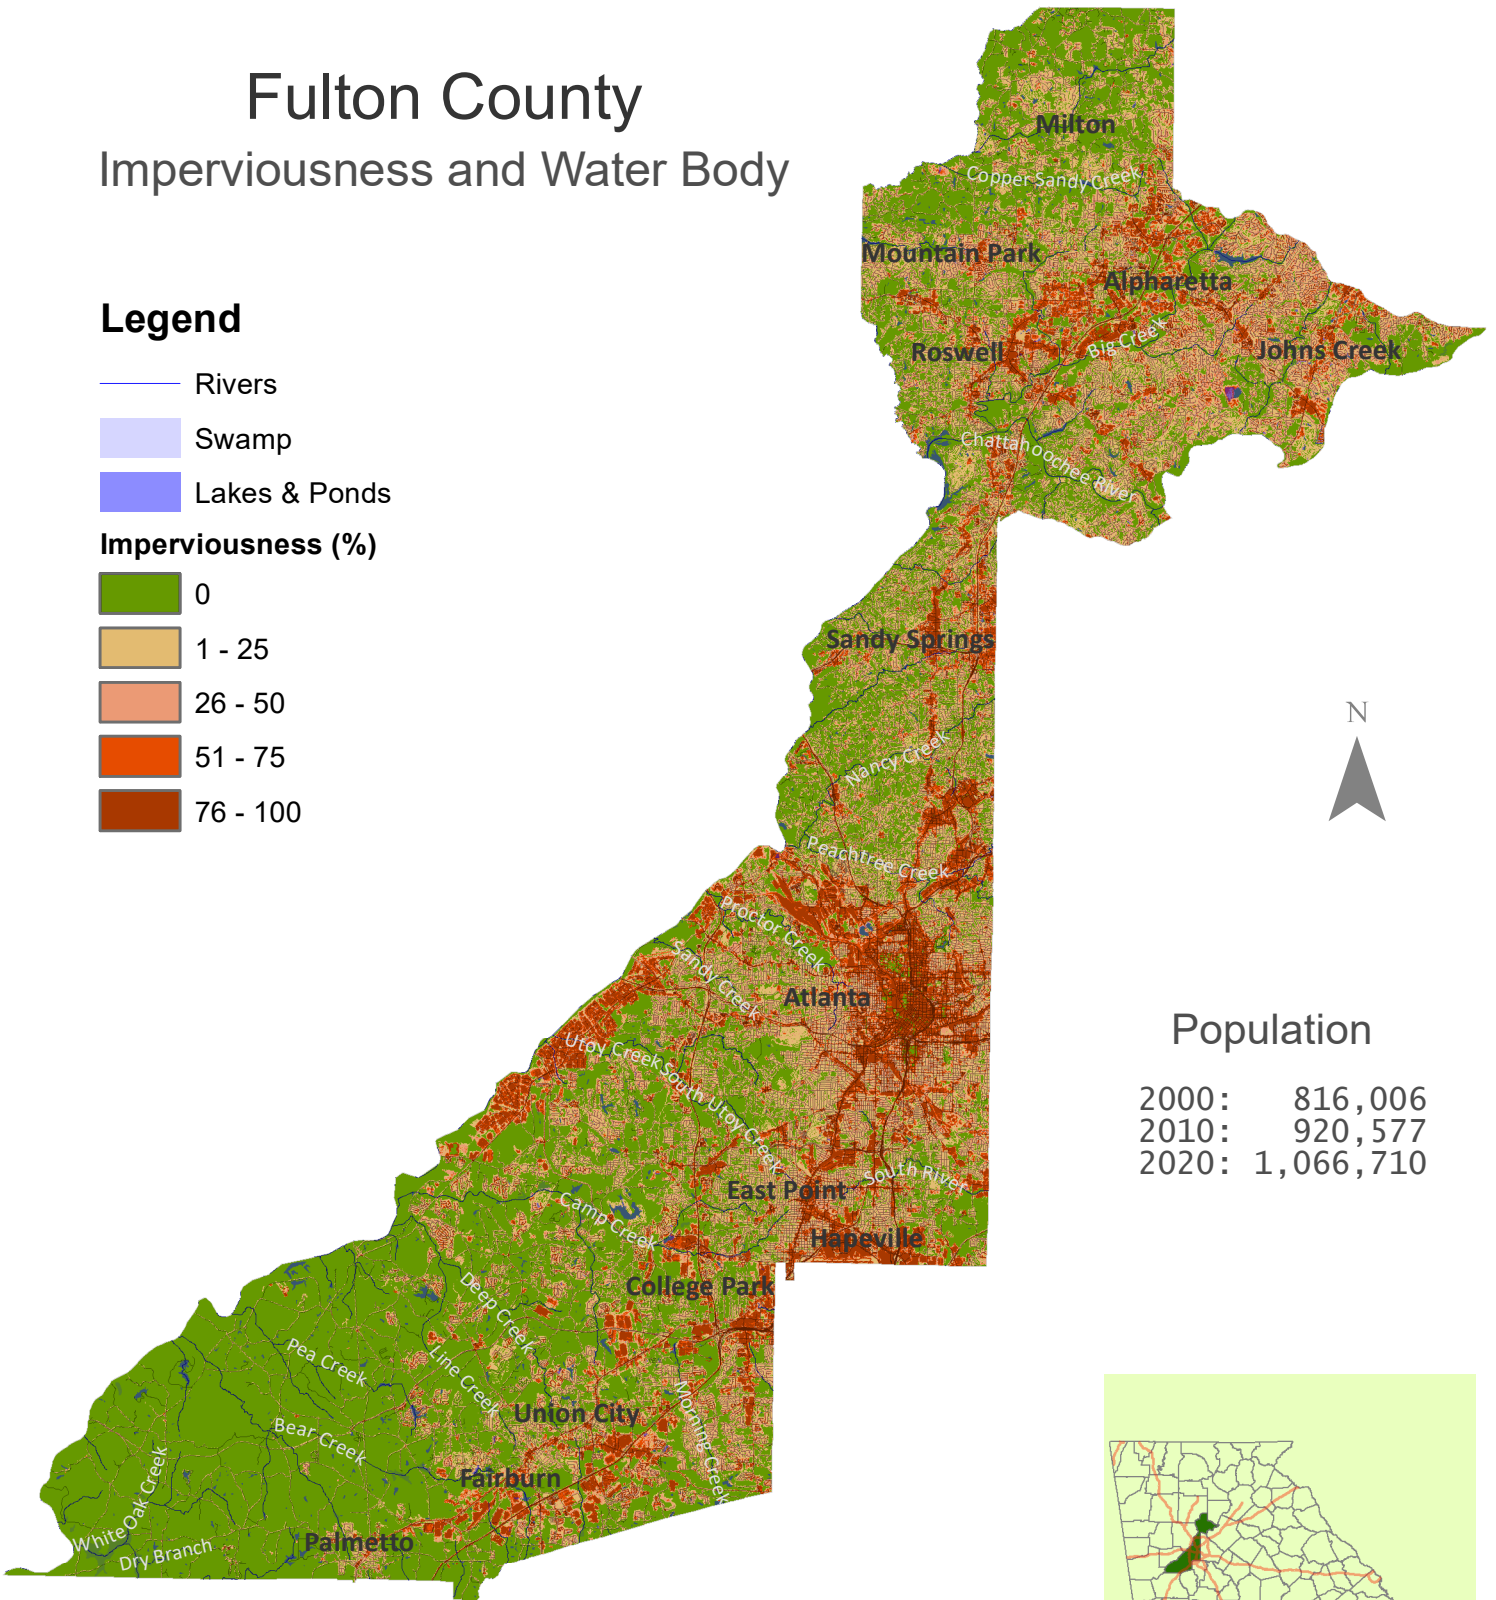 Fulton County
Imperviousness and Water Body
Legend
Rivers
Swamp
Lakes & Ponds
Imperviousness (%)
0
1 - 25
26 - 50
51 - 75
76 - 100
Milton
Copper Sandy Creek
Mountain Park
Alpharetta
Big Creek
Roswell
Johns Creek
Chattahoochee River
Sandy Springs
N
Nancy Creek
Peachtree Creek
Proctor Creek
Sandy Creek
Atlanta
Utoy Creek
South Utoy Creek
Population
2000: 816,006
2010: 920,577
2020: 1,066,710
East Point
South River
Camp Creek
Hapeville
College Park
Deep Creek
Pea Creek
Line Creek
Morning Creek
Union City
Bear Creek
Fairburn
White Oak Creek
Palmetto
Dry Branch